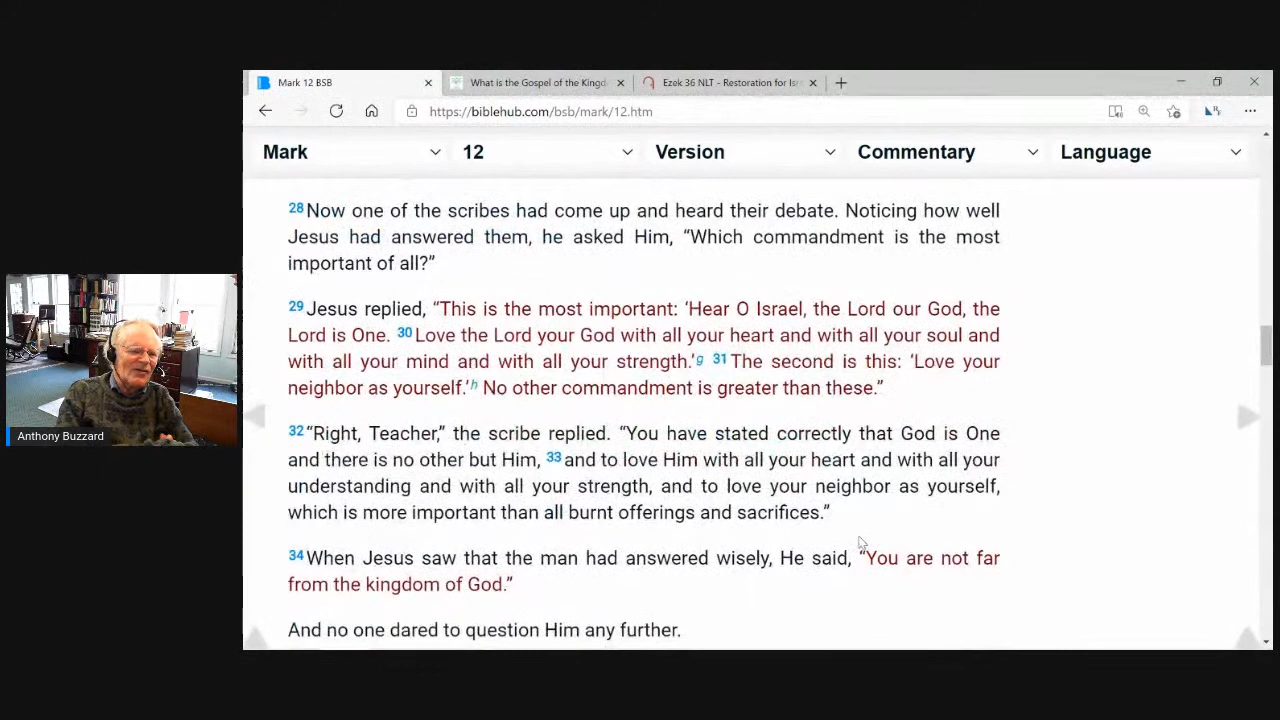 Mark 12 BSB
What is the Gospel of the Kingd
Ezek 36 NLT - Restoration for Isr
https://biblehub.com/bsb/mark/12.htm
Mark 12 Version Commentary Language
28 Now one of the scribes had come up and heard their debate. Noticing how well
Jesus had answered them, he asked Him, “Which commandment is the most
important of all?”
29 Jesus replied, “This is the most important: ‘Hear O Israel, the Lord our God, the
Lord is One. 30 Love the Lord your God with all your heart and with all your soul and
with all your mind and with all your strength.’g 31 The second is this: ‘Love your
neighbor as yourself.’h No other commandment is greater than these.”
32 “Right, Teacher,” the scribe replied. “You have stated correctly that God is One
and there is no other but Him, 33 and to love Him with all your heart and with all your
understanding and with all your strength, and to love your neighbor as yourself,
which is more important than all burnt offerings and sacrifices.”
34 When Jesus saw that the man had answered wisely, He said, “You are not far
from the kingdom of God.”
And no one dared to question Him any further.
Anthony Buzzard